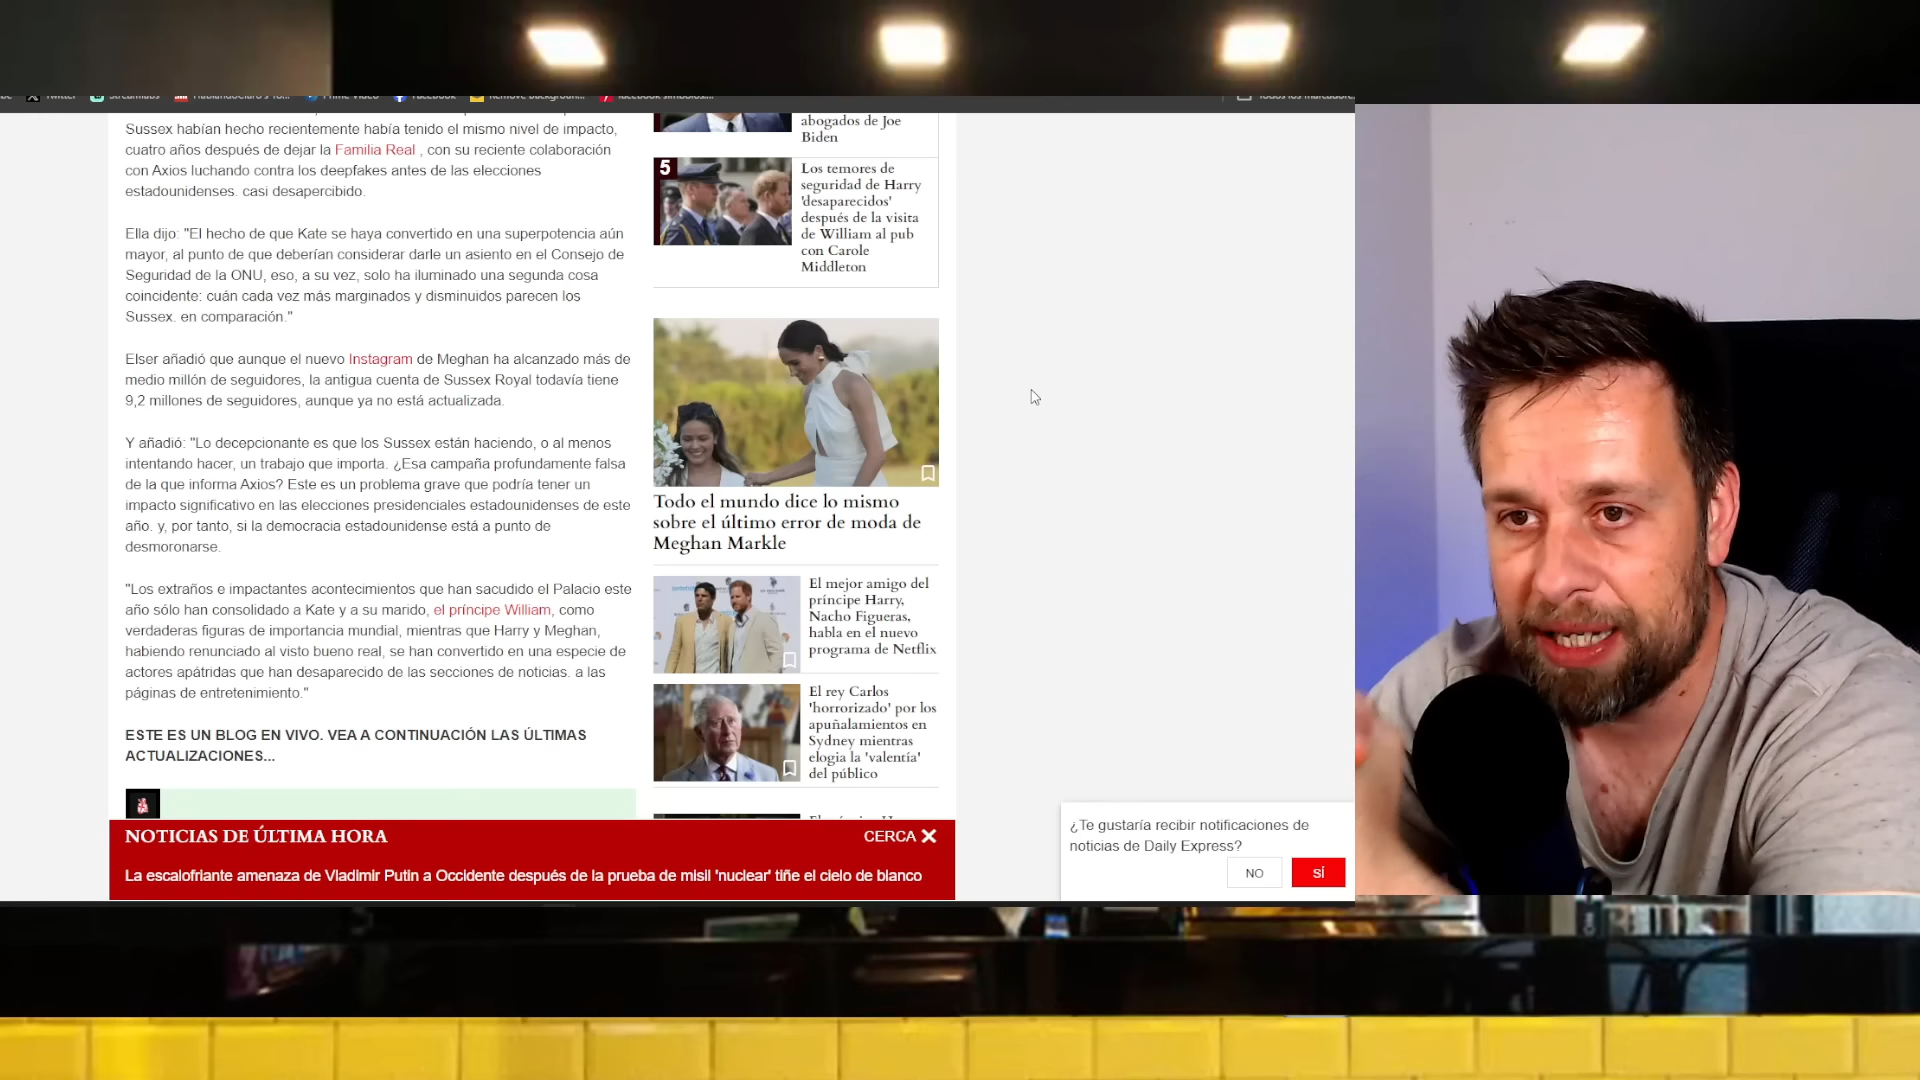 Twitter
Streamlabs
Prime Video
Facebook
Remove backgroun...
facebook simbolos...
Todos los marcadores
Sussex habían hecho recientemente había tenido el mismo nivel de impacto,
cuatro años después de dejar la Familia Real , con su reciente colaboración
con Axios luchando contra los deepfakes antes de las elecciones
estadounidenses. casi desapercibido.
Ella dijo: "El hecho de que Kate se haya convertido en una superpotencia aún
mayor, al punto de que deberían considerar darle un asiento en el Consejo de
Seguridad de la ONU, eso, a su vez, solo ha iluminado una segunda cosa
coincidente: cuán cada vez más marginados y disminuidos parecen los
Sussex. en comparación."
Elser añadió que aunque el nuevo Instagram de Meghan ha alcanzado más de
medio millón de seguidores, la antigua cuenta de Sussex Royal todavía tiene
9,2 millones de seguidores, aunque ya no está actualizada.
Y añadió: "Lo decepcionante es que los Sussex están haciendo, o al menos
intentando hacer, un trabajo que importa. ¿Esa campaña profundamente falsa
de la que informa Axios? Este es un problema grave que podría tener un
impacto significativo en las elecciones presidenciales estadounidenses de este
año. y, por tanto, si la democracia estadounidense está a punto de
desmoronarse.
"Los extraños e impactantes acontecimientos que han sacudido el Palacio este
año sólo han consolidado a Kate y a su marido, el príncipe William, como
verdaderas figuras de importancia mundial, mientras que Harry y Meghan,
habiendo renunciado al visto bueno real, se han convertido en una especie de
actores apátridas que han desaparecido de las secciones de noticias. a las
páginas de entretenimiento."
ESTE ES UN BLOG EN VIVO. VEA A CONTINUACIÓN LAS ÚLTIMAS
ACTUALIZACIONES...
abogados de Joe
Biden
5
Los temores de
seguridad de Harry
'desaparecidos'
después de la visita
de William al pub
con Carole
Middleton
Todo el mundo dice lo mismo
sobre el último error de moda de
Meghan Markle
El mejor amigo del
príncipe Harry,
Nacho Figueras,
habla en el nuevo
programa de Netflix
El rey Carlos
'horrorizado' por los
apuñalamientos en
Sydney mientras
elogia la 'valentía'
del público
NOTICIAS DE ÚLTIMA HORA
CERCA
La escalofriante amenaza de Vladimir Putin a Occidente después de la prueba de misil 'nuclear' tiñe el cielo de blanco
¿Te gustaría recibir notificaciones de
noticias de Daily Express?
NO
SÍ